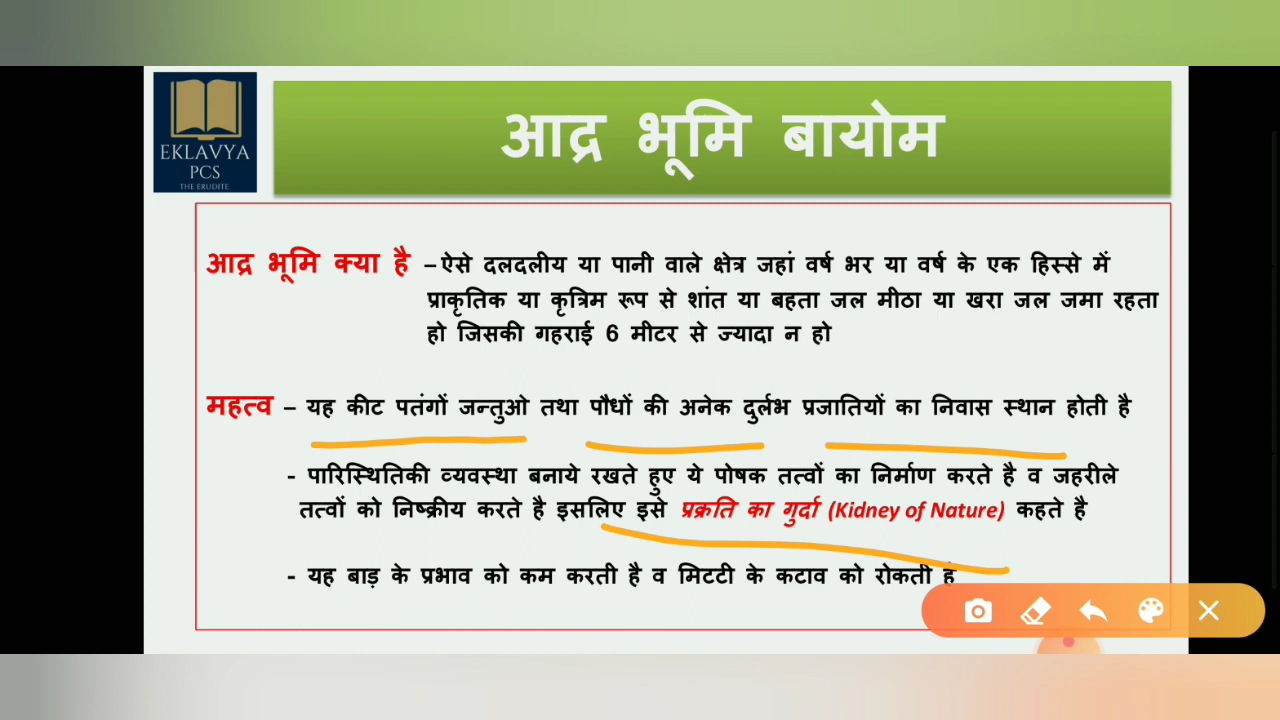 EKLAVYA
PCS
THE ERUDITE
आद्र भूमि बायोम
आद्र भूमि क्या है – ऐसे दलदलीय या पानी वाले क्षेत्र जहां वर्ष भर या वर्ष के एक हिस्से में
प्राकृतिक या कृत्रिम रूप से शांत या बहता जल मीठा या खरा जल जमा रहता
हो जिसकी गहराई 6 मीटर से ज्यादा न हो
महत्व – यह कीट पतंगों जन्तुओ तथा पौधों की अनेक दुर्लभ प्रजातियों का निवास स्थान होती है
- पारिस्थितिकी व्यवस्था बनाये रखते हुए ये पोषक तत्वों का निर्माण करते है व जहरीले
तत्वों को निष्क्रीय करते है इसलिए इसे प्रक्रति का गुर्दा (Kidney of Nature) कहते है
- यह बाड़ के प्रभाव को कम करती है व मिटटी के कटाव को रोकती है